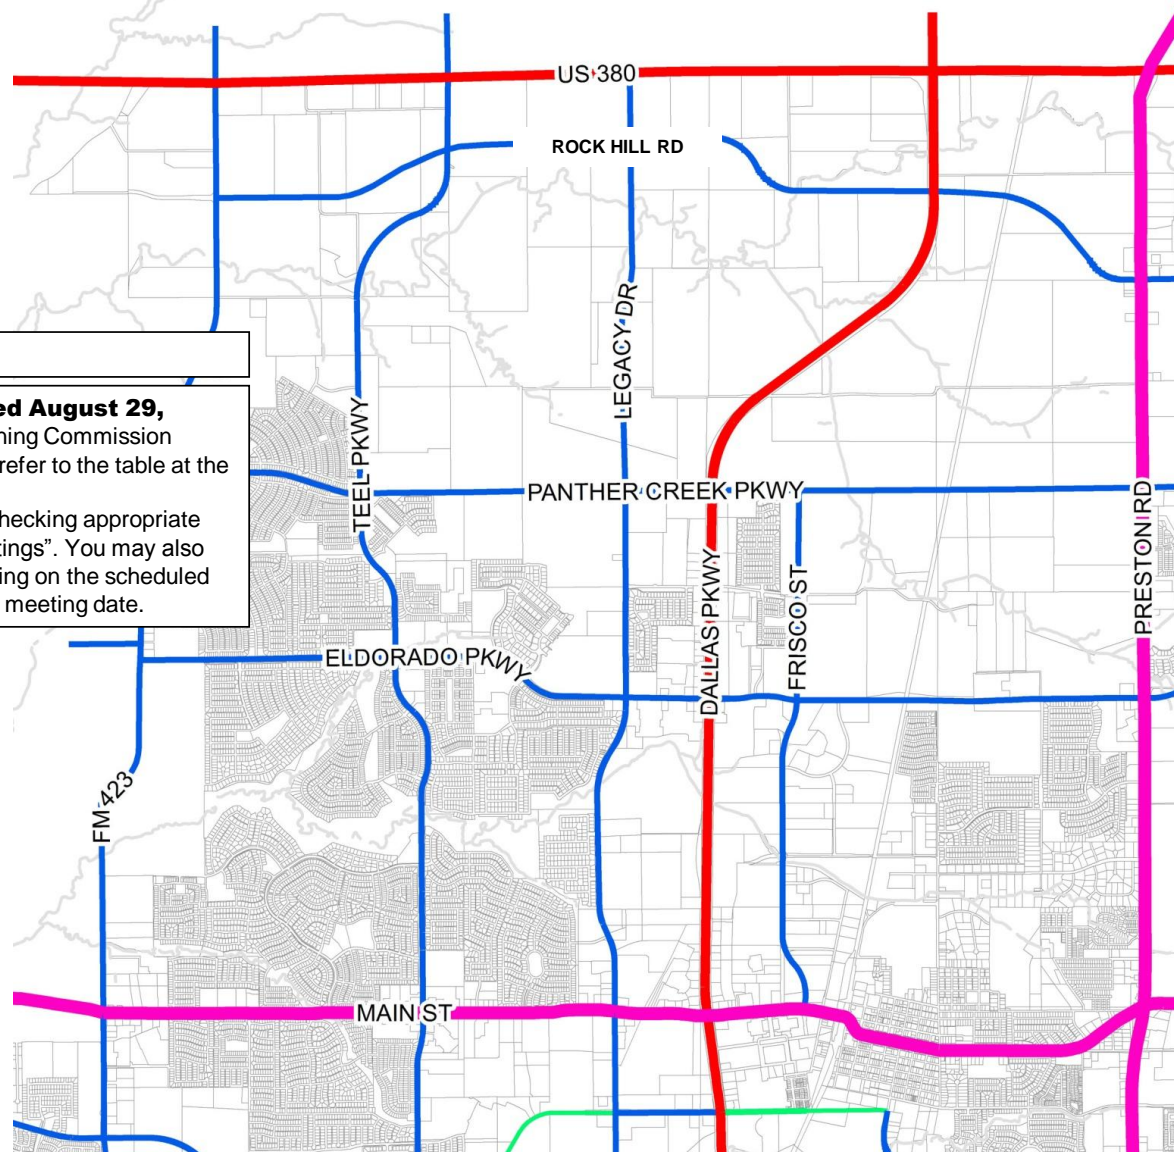 US 380
ROCK HILL RD
LEGACY DR
ed August 29,
ning Commission
refer to the table at the
TEEL PKWY
PANTHER CREEK PKWY
PRESTON RD
hecking appropriate
tings”. You may also
ing on the scheduled
meeting date.
DALLAS PKWY
FRISCO ST
ELDORADO PKWY
FM 423
MAIN ST